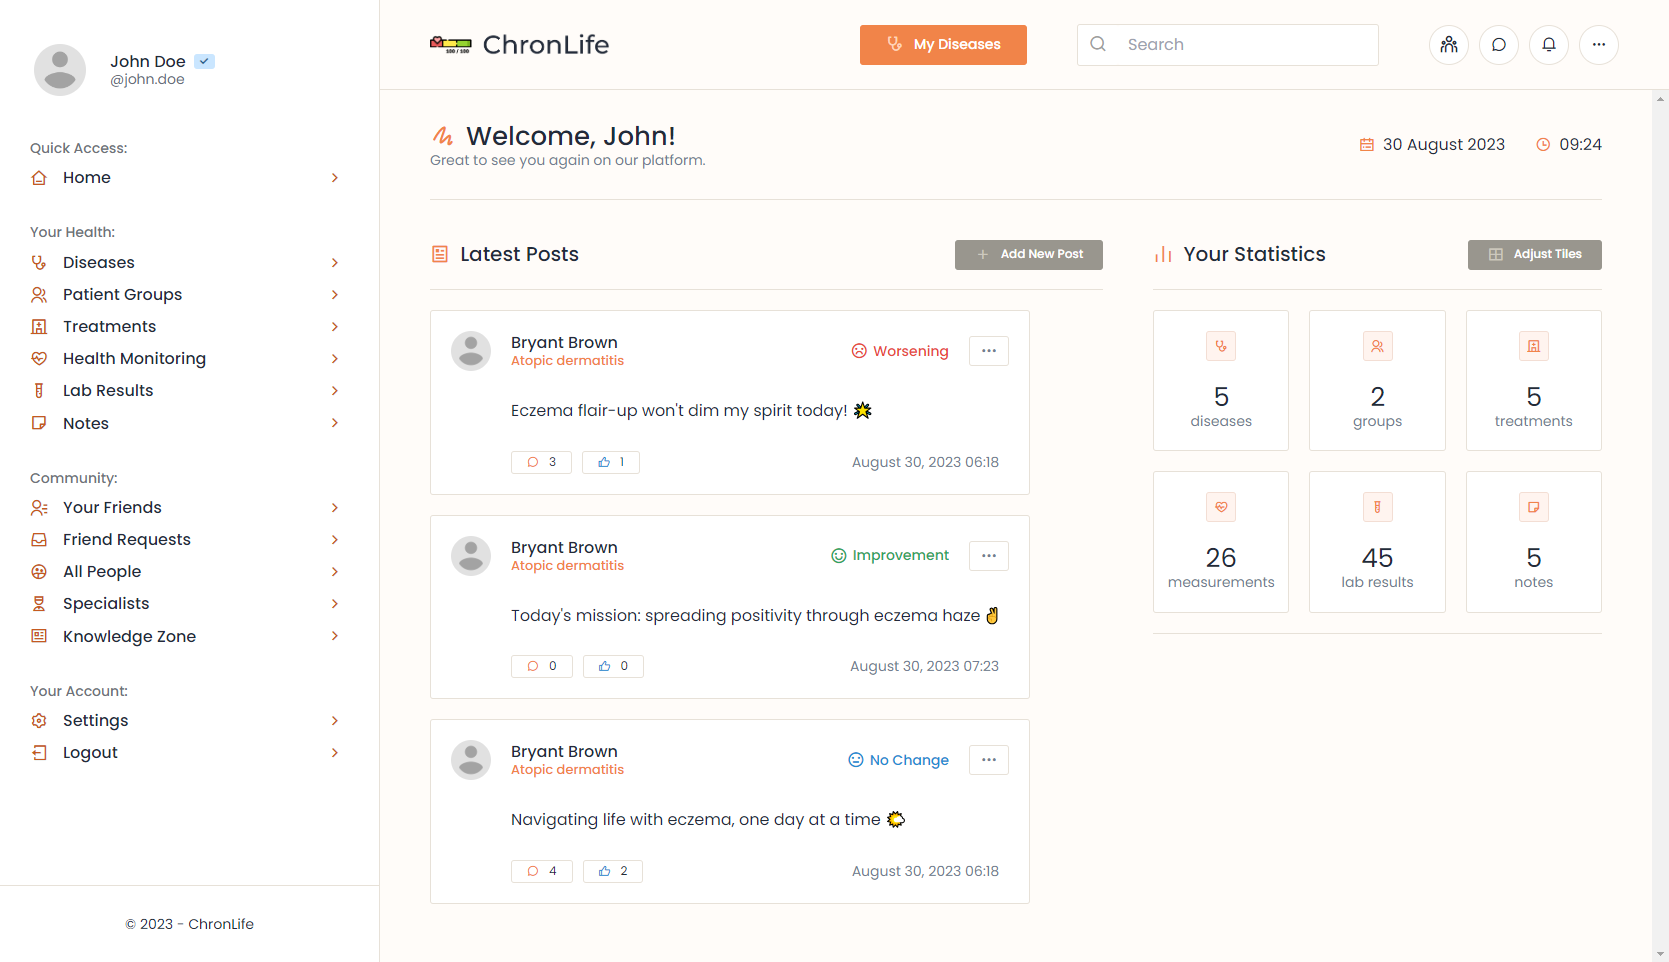 John Doe
@john.doe
Quick Access:
Home
Your Health:
Diseases
Patient Groups
Treatments
Health Monitoring
Lab Results
Notes
Community:
Your Friends
Friend Requests
All People
Specialists
Knowledge Zone
Your Account:
Settings
Logout
© 2023 - ChronLife
100 / 100
ChronLife
My Diseases
Search
Welcome, John!
Great to see you again on our platform.
30 August 2023
09:24
Latest Posts
Add New Post
Bryant Brown
Atopic dermatitis
Worsening
Eczema flair-up won't dim my spirit today! 🌟
3
1
August 30, 2023 06:18
Bryant Brown
Atopic dermatitis
Improvement
Today's mission: spreading positivity through eczema haze ✌
0
0
August 30, 2023 07:23
Bryant Brown
Atopic dermatitis
No Change
Navigating life with eczema, one day at a time 🌤
4
2
August 30, 2023 06:18
Your Statistics
Adjust Tiles
5
diseases
2
groups
5
treatments
26
measurements
45
lab results
5
notes